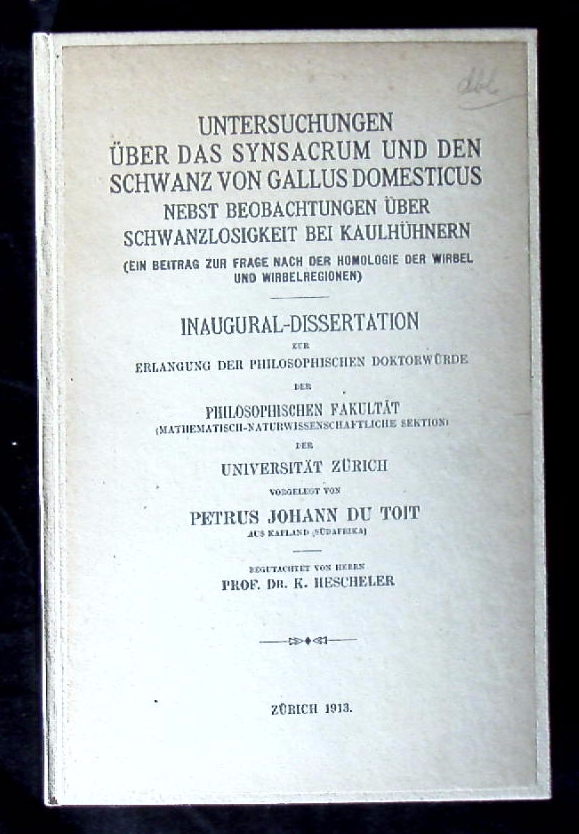 dbl
UNTERSUCHUNGEN
ÜBER DAS SYNSACRUM UND DEN
SCHWANZ VON GALLUS DOMESTICUS
NEBST BEOBACHTUNGEN ÜBER
SCHWANZLOSIGKEIT BEI KAULHÜHNERN
(EIN BEITRAG ZUR FRAGE NACH DER HOMOLOGIE DER WIRBEL
UND WIRBELREGIONEN)
INAUGURAL-DISSERTATION
ZUR
ERLANGUNG DER PHILOSOPHISCHEN DOKTORWÜRDE
DER
PHILOSOPHISCHEN FAKULTÄT
(MATHEMATISCH-NATURWISSENSCHAFTLICHE SEKTION)
DER
UNIVERSITÄT ZÜRICH
VORGELEGT VON
PETRUS JOHANN DU TOIT
AUS KAPLAND (SÜDAFRIKA)
BEGUTACHTET VON HERRN
PROF. DR. K. HESCHELER
ZÜRICH 1913.